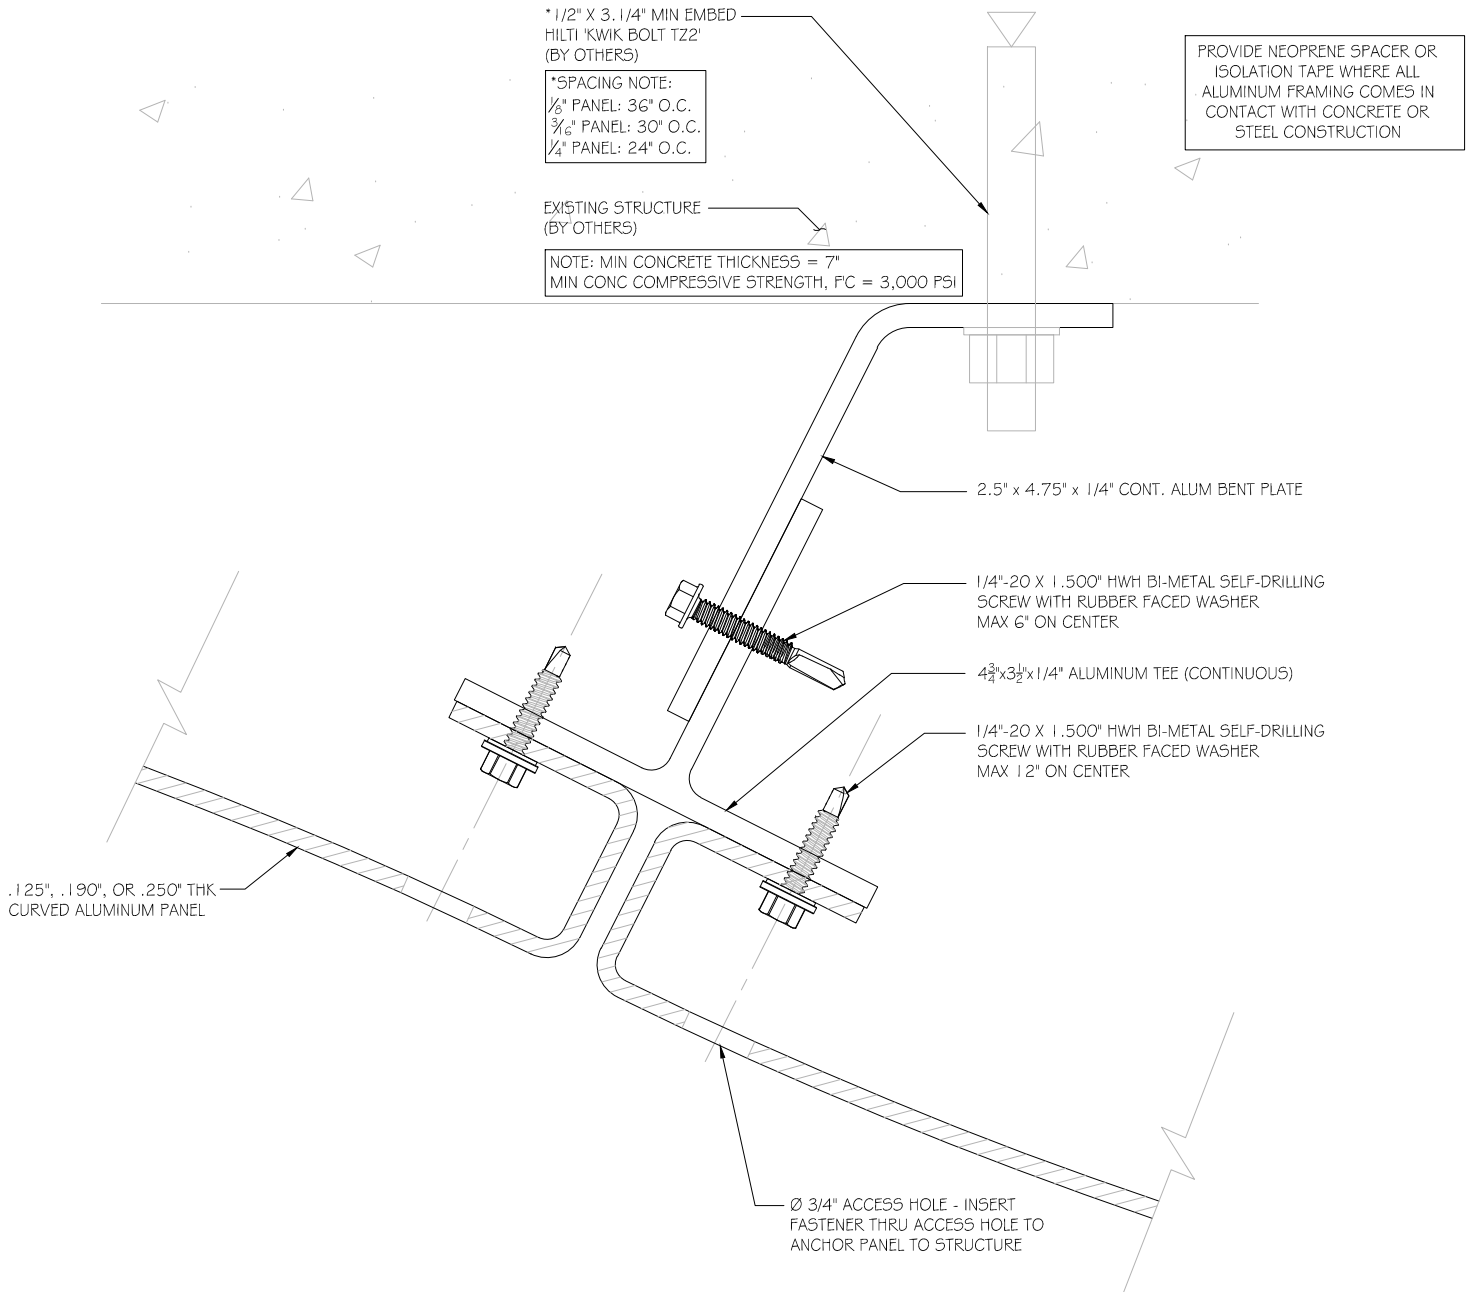 *1/2" X 3.1/4" MIN EMBED
HILTI 'KWIK BOLT TZ2'
(BY OTHERS)
*SPACING NOTE:
1/8" PANEL: 36" O.C.
3/16" PANEL: 30" O.C.
1/4" PANEL: 24" O.C.
EXISTING STRUCTURE
(BY OTHERS)
NOTE: MIN CONCRETE THICKNESS = 7"
MIN CONC COMPRESSIVE STRENGTH, F'C = 3,000 PSI
PROVIDE NEOPRENE SPACER OR
ISOLATION TAPE WHERE ALL
ALUMINUM FRAMING COMES IN
CONTACT WITH CONCRETE OR
STEEL CONSTRUCTION
2.5" x 4.75" x 1/4" CONT. ALUM BENT PLATE
1/4"-20 X 1.500" HWH BI-METAL SELF-DRILLING
SCREW WITH RUBBER FACED WASHER
MAX 6" ON CENTER
4 3/4"x3 1/2"x1/4" ALUMINUM TEE (CONTINUOUS)
1/4"-20 X 1.500" HWH BI-METAL SELF-DRILLING
SCREW WITH RUBBER FACED WASHER
MAX 12" ON CENTER
.125", .190", OR .250" THK
CURVED ALUMINUM PANEL
Ø 3/4" ACCESS HOLE - INSERT
FASTENER THRU ACCESS HOLE TO
ANCHOR PANEL TO STRUCTURE